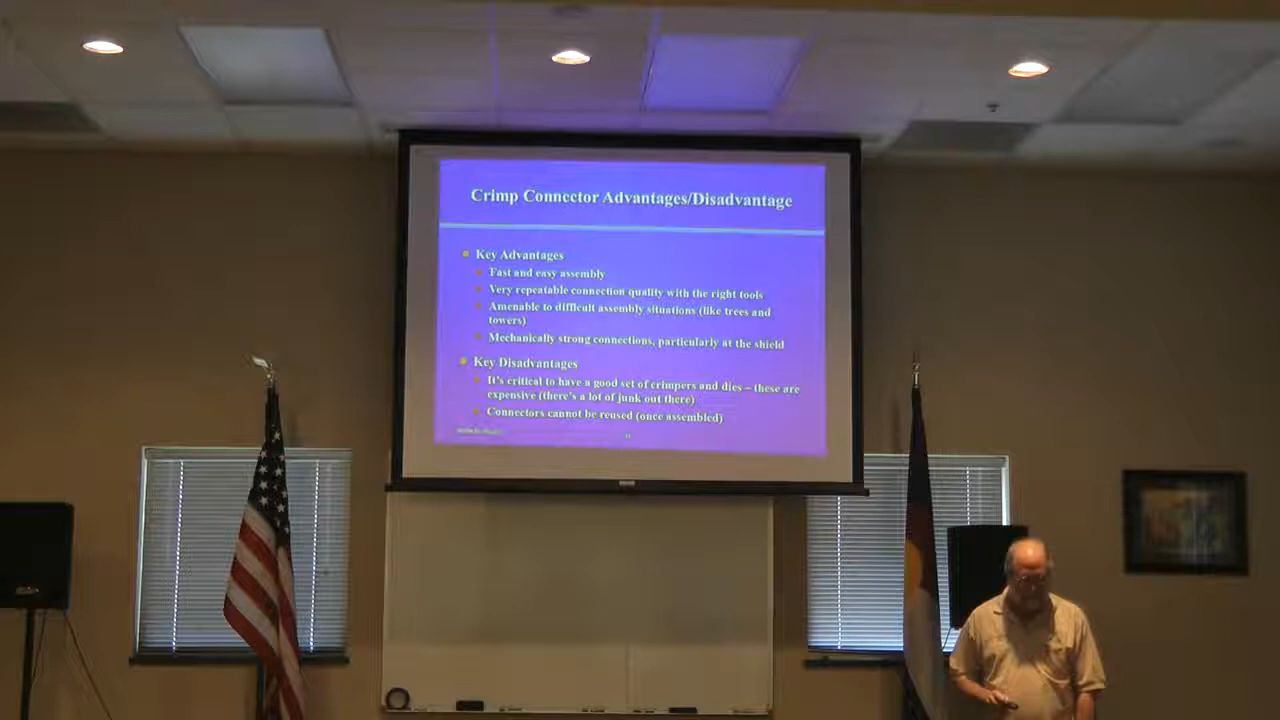 Crimp Connector Advantages/Disadvantage
Key Advantages
Fast and easy assembly
Very repeatable connection quality with the right tools
Amenable to difficult assembly situations (like trees and
towers)
Mechanically strong connections, particularly at the shield
Key Disadvantages
It's critical to have a good set of crimpers and dies – these are
expensive (there's a lot of junk out there)
Connectors cannot be reused (once assembled)